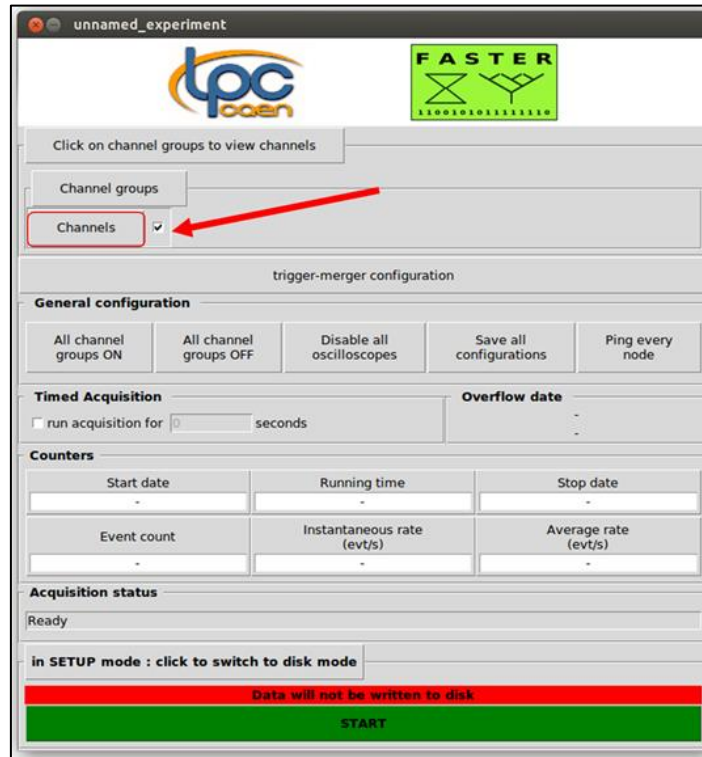 unnamed_experiment
lpc
caen
FASTER
110010101111110
Click on channel groups to view channels
Channel groups
Channels
trigger-merger configuration
General configuration
All channel groups ON
All channel groups OFF
Disable all oscilloscopes
Save all configurations
Ping every node
Timed Acquisition
run acquisition for 0 seconds
Overflow date
-
-
Counters
Start date
Running time
Stop date
-
-
-
Event count
Instantaneous rate (evt/s)
Average rate (evt/s)
-
-
-
Acquisition status
Ready
in SETUP mode : click to switch to disk mode
Data will not be written to disk
START